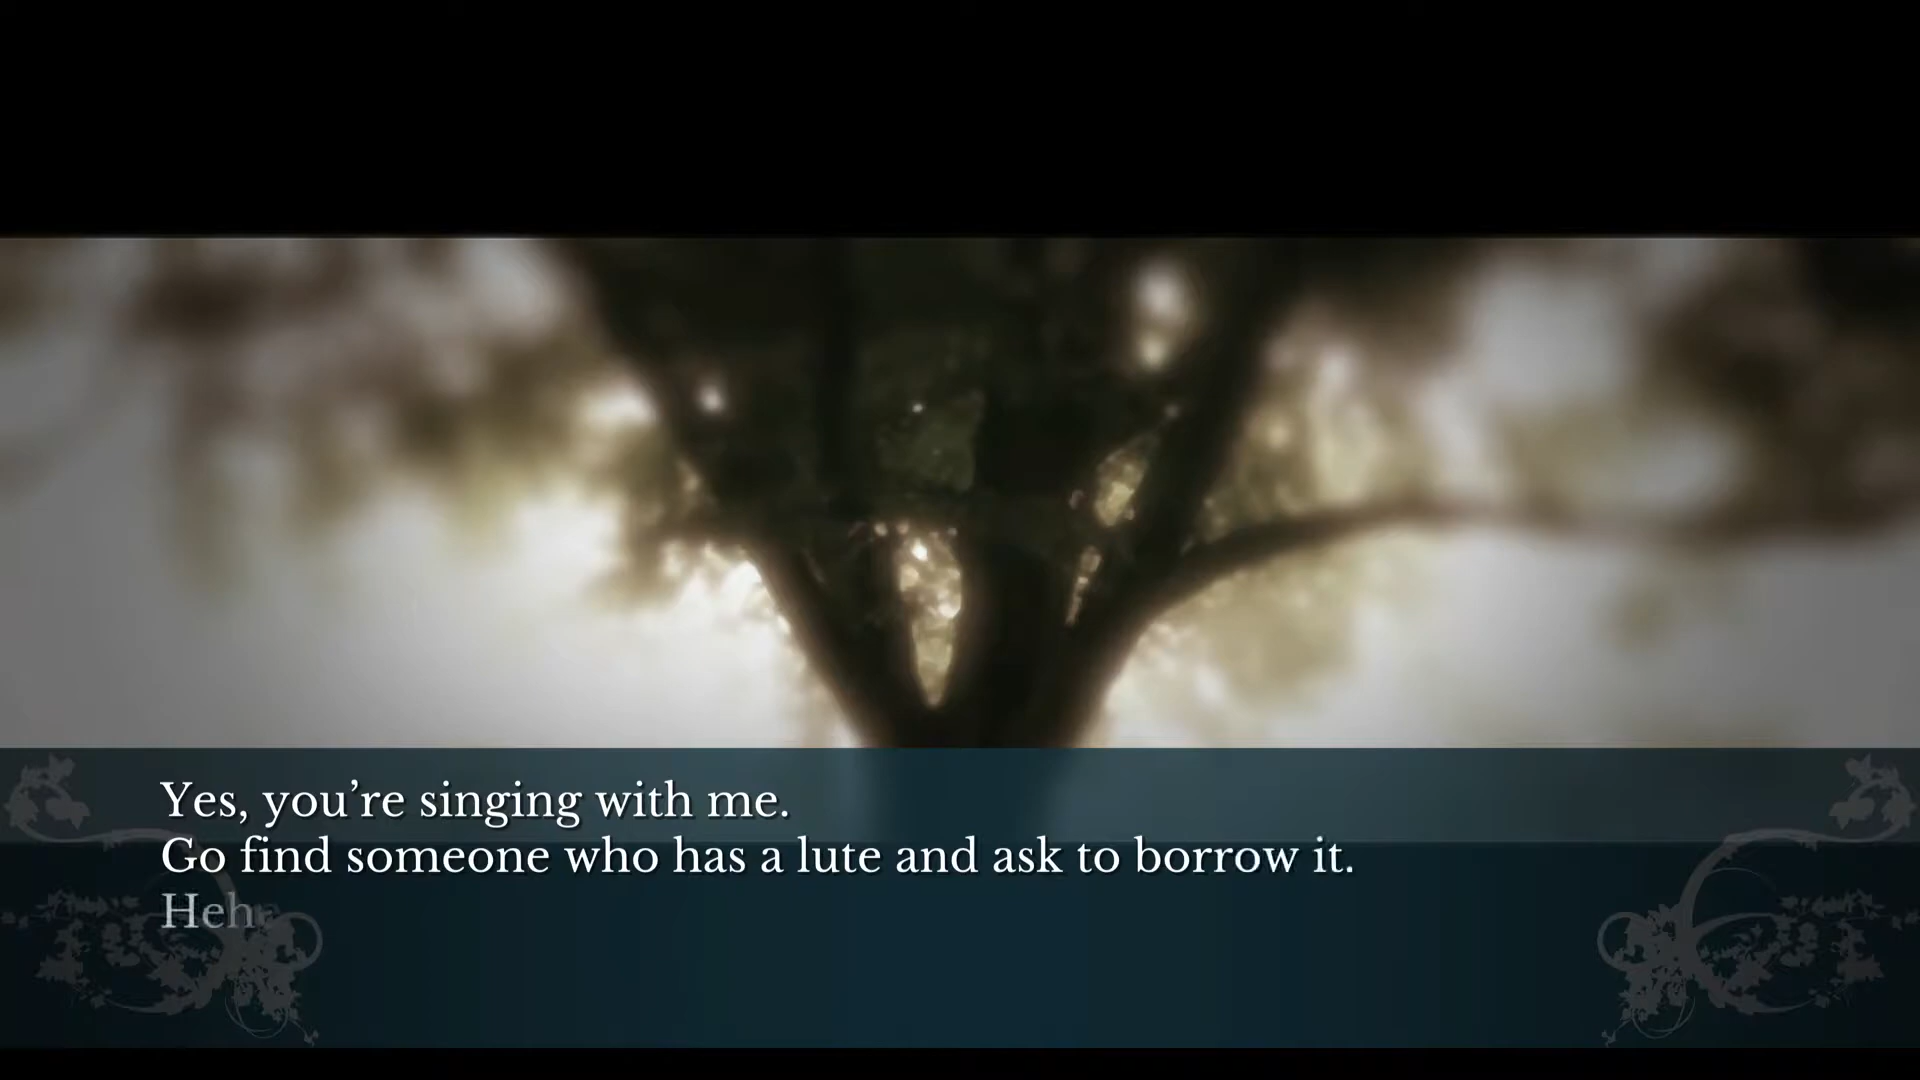 Yes, you’re singing with me.
Go find someone who has a lute and ask to borrow it.
Heh